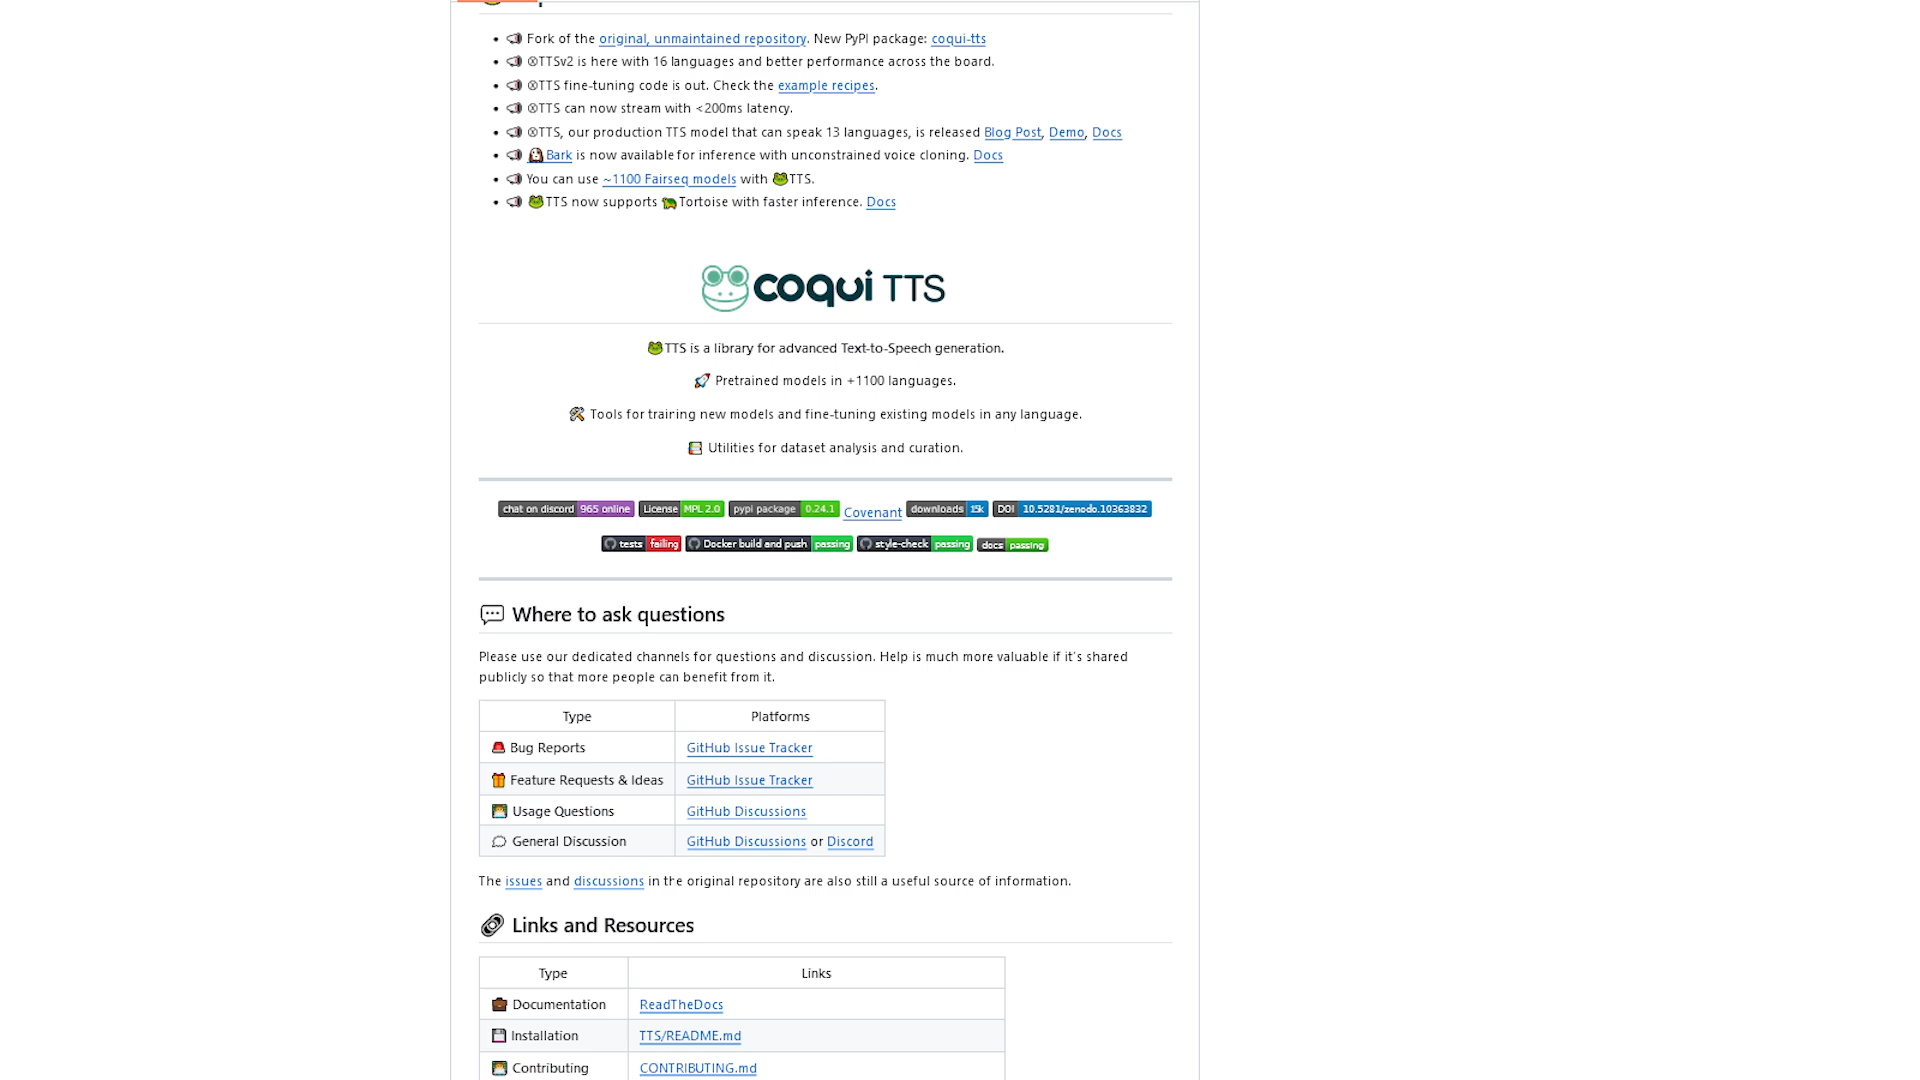 Fork of the original, unmaintained repository. New PyPI package: coqui-tts
ⓍTTSv2 is here with 16 languages and better performance across the board.
ⓍTTS fine-tuning code is out. Check the example recipes.
ⓍTTS can now stream with <200ms latency.
ⓍTTS, our production TTS model that can speak 13 languages, is released Blog Post, Demo, Docs
Bark is now available for inference with unconstrained voice cloning. Docs
You can use ~1100 Fairseq models with 🐸TTS.
🐸TTS now supports 🐢Tortoise with faster inference. Docs
coqui TTS
🐸TTS is a library for advanced Text-to-Speech generation.
🚀 Pretrained models in +1100 languages.
🛠️ Tools for training new models and fine-tuning existing models in any language.
📚 Utilities for dataset analysis and curation.
chat on discord 965 online License MPL 2.0 pypi package 0.24.1 Covenant downloads 15k DOI 10.5281/zenodo.10363832
tests failing Docker build and push passing style-check passing docs passing
💬 Where to ask questions
Please use our dedicated channels for questions and discussion. Help is much more valuable if it's shared
publicly so that more people can benefit from it.
Type Platforms
🚨 Bug Reports GitHub Issue Tracker
🎁 Feature Requests & Ideas GitHub Issue Tracker
👩‍💻 Usage Questions GitHub Discussions
🗯 General Discussion GitHub Discussions or Discord
The issues and discussions in the original repository are also still a useful source of information.
🔗 Links and Resources
Type Links
💼 Documentation ReadTheDocs
💾 Installation TTS/README.md
👩‍💻 Contributing CONTRIBUTING.md